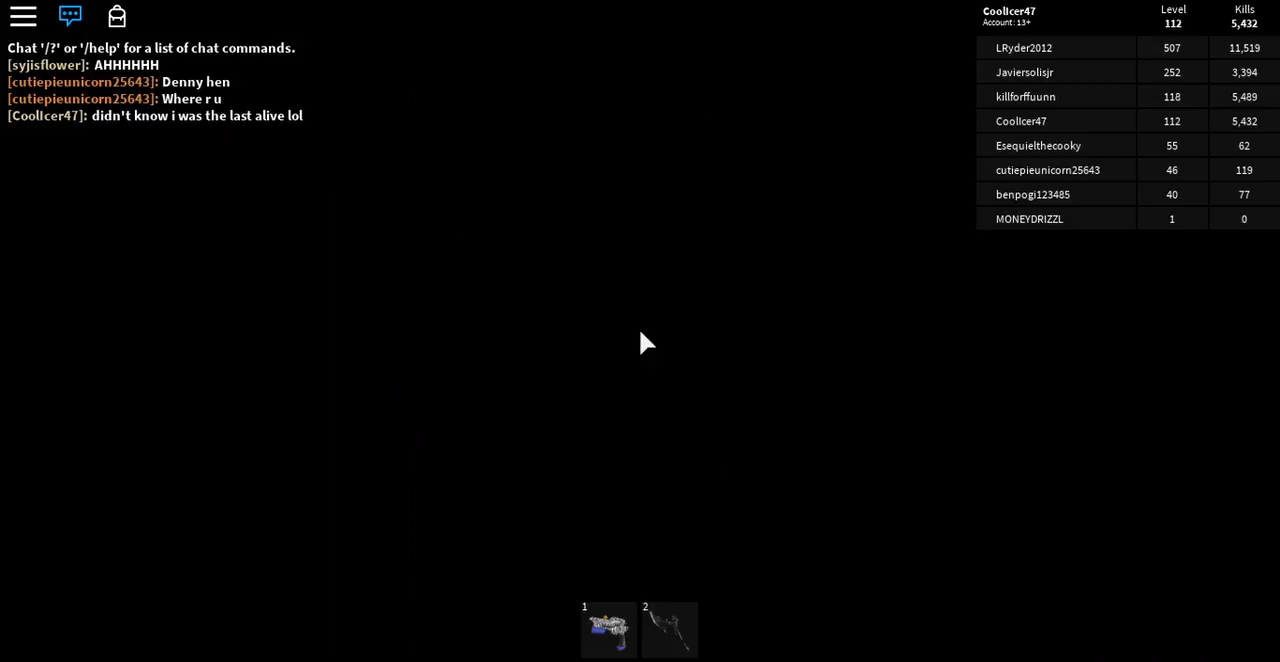 CoolIcer47 Level Kills
Account: 13+ 112 5,432
Chat '/?' or '/help' for a list of chat commands.
[syjisflower]: AHHHHHH
[cutiepieunicorn25643]: Denny hen
[cutiepieunicorn25643]: Where r u
[CoolIcer47]: didn't know i was the last alive lol
LRyder2012 507 11,519
Javiersolisjr 252 3,394
killforffuunn 118 5,489
CoolIcer47 112 5,432
Esequielthecooky 55 62
cutiepieunicorn25643 46 119
benpogi123485 40 77
MONEYDRIZZL 1 0
1 2